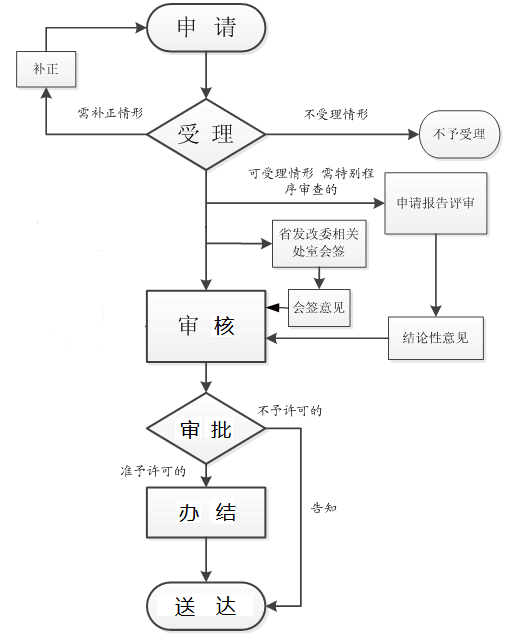 申 请
补正
需补正情形
不受理情形
受 理
不予受理
可受理情形 需特别程
序审查的
申请报告评审
省发改委相关
处室会签
会签意见
审 核
结论性意见
不予许可的
审 批
准予许可的
办 结
告知
送 达